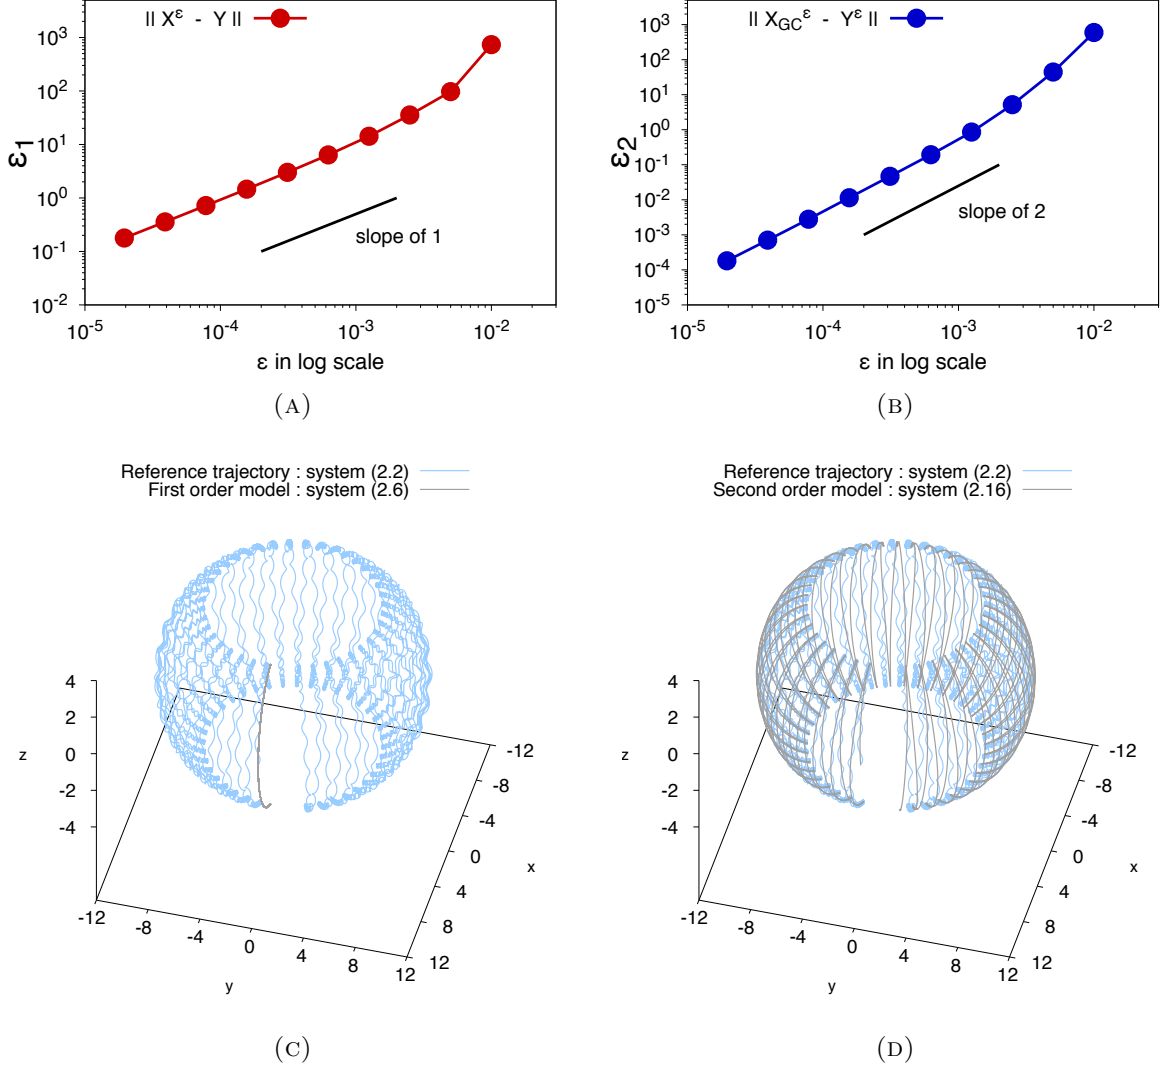 || X^ε - Y ||
10^3
10^2
10^1
10^0
10^-1
10^-2
ε1
10^-5 10^-4 10^-3 10^-2
slope of 1
ε in log scale
(A)
|| X_GC^ε - Y^ε ||
10^3
10^2
10^1
10^0
10^-1
10^-2
10^-3
10^-4
10^-5
ε2
10^-5 10^-4 10^-3 10^-2
slope of 2
ε in log scale
(B)
Reference trajectory : system (2.2)
First order model : system (2.6)
4
2
0
-2
-4
z
-12
-8
-4
0
4
8
12
x
-12
-8
-4
0
4
8
12
y
(C)
Reference trajectory : system (2.2)
Second order model : system (2.16)
4
2
0
-2
-4
z
-12
-8
-4
0
4
8
12
x
-12
-8
-4
0
4
8
12
y
(D)